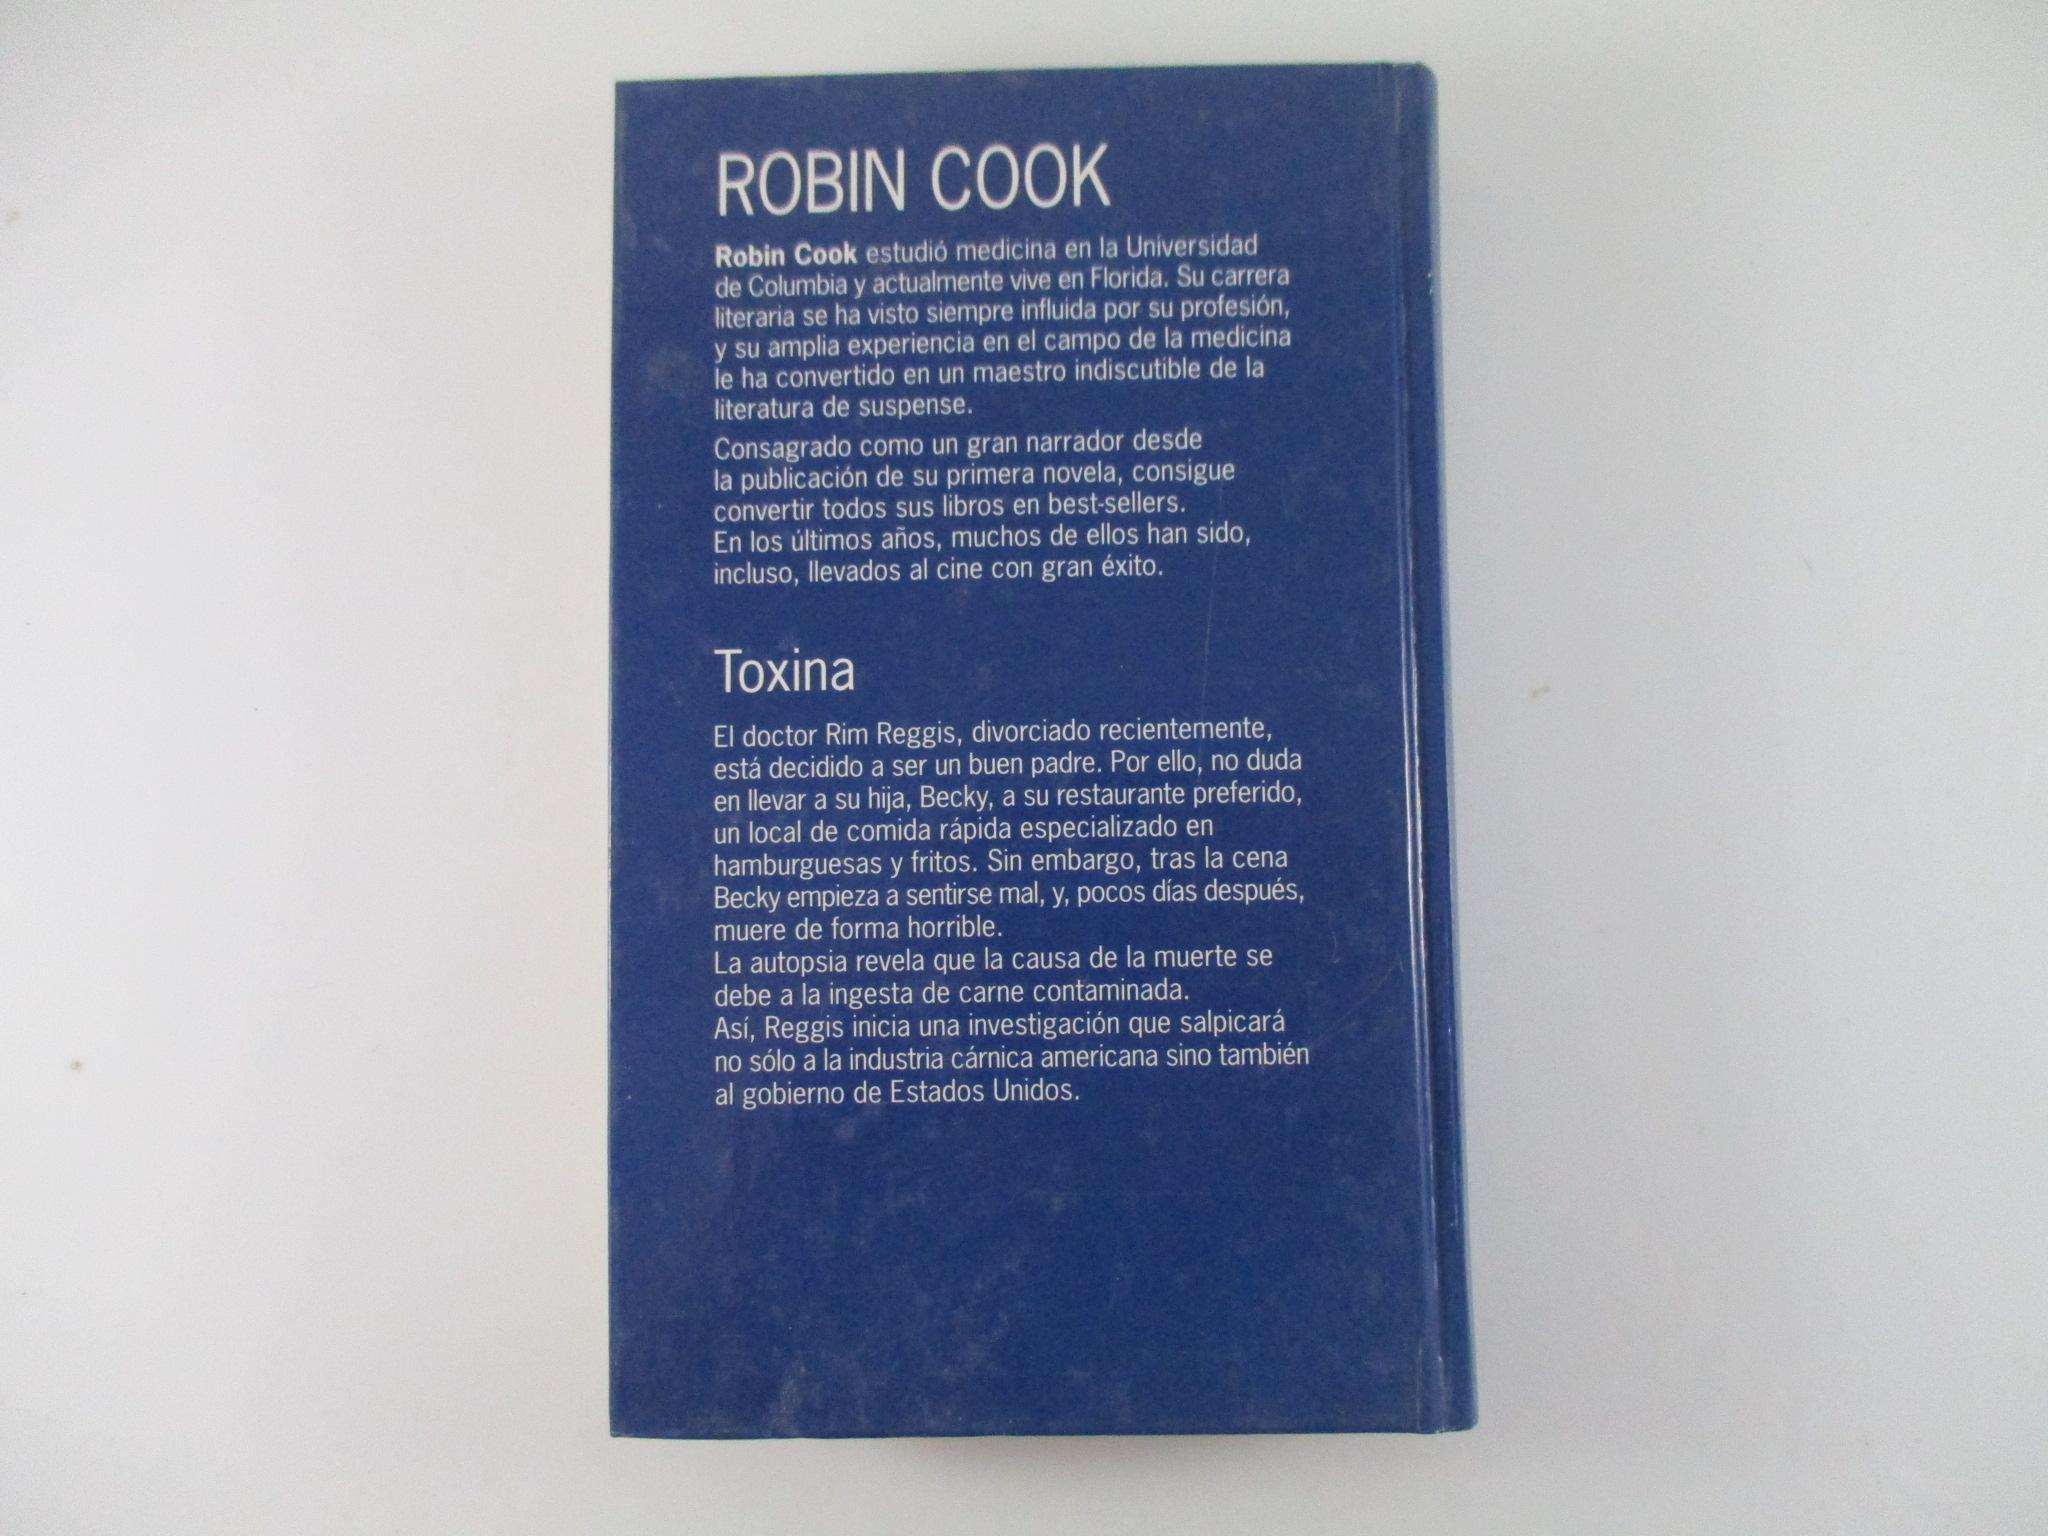 ROBIN COOK
Robin Cook estudió medicina en la Universidad
de Columbia y actualmente vive en Florida. Su carrera
literaria se ha visto siempre influida por su profesión,
y su amplia experiencia en el campo de la medicina
le ha convertido en un maestro indiscutible de la
literatura de suspense.
Consagrado como un gran narrador desde
la publicación de su primera novela, consigue
convertir todos sus libros en best-sellers.
En los últimos años, muchos de ellos han sido,
incluso, llevados al cine con gran éxito.
Toxina
El doctor Rim Reggis, divorciado recientemente,
está decidido a ser un buen padre. Por ello, no duda
en llevar a su hija, Becky, a su restaurante preferido,
un local de comida rápida especializado en
hamburguesas y fritos. Sin embargo, tras la cena
Becky empieza a sentirse mal, y, pocos días después,
muere de forma horrible.
La autopsia revela que la causa de la muerte se
debe a la ingesta de carne contaminada.
Así, Reggis inicia una investigación que salpicará
no sólo a la industria cárnica americana sino también
al gobierno de Estados Unidos.